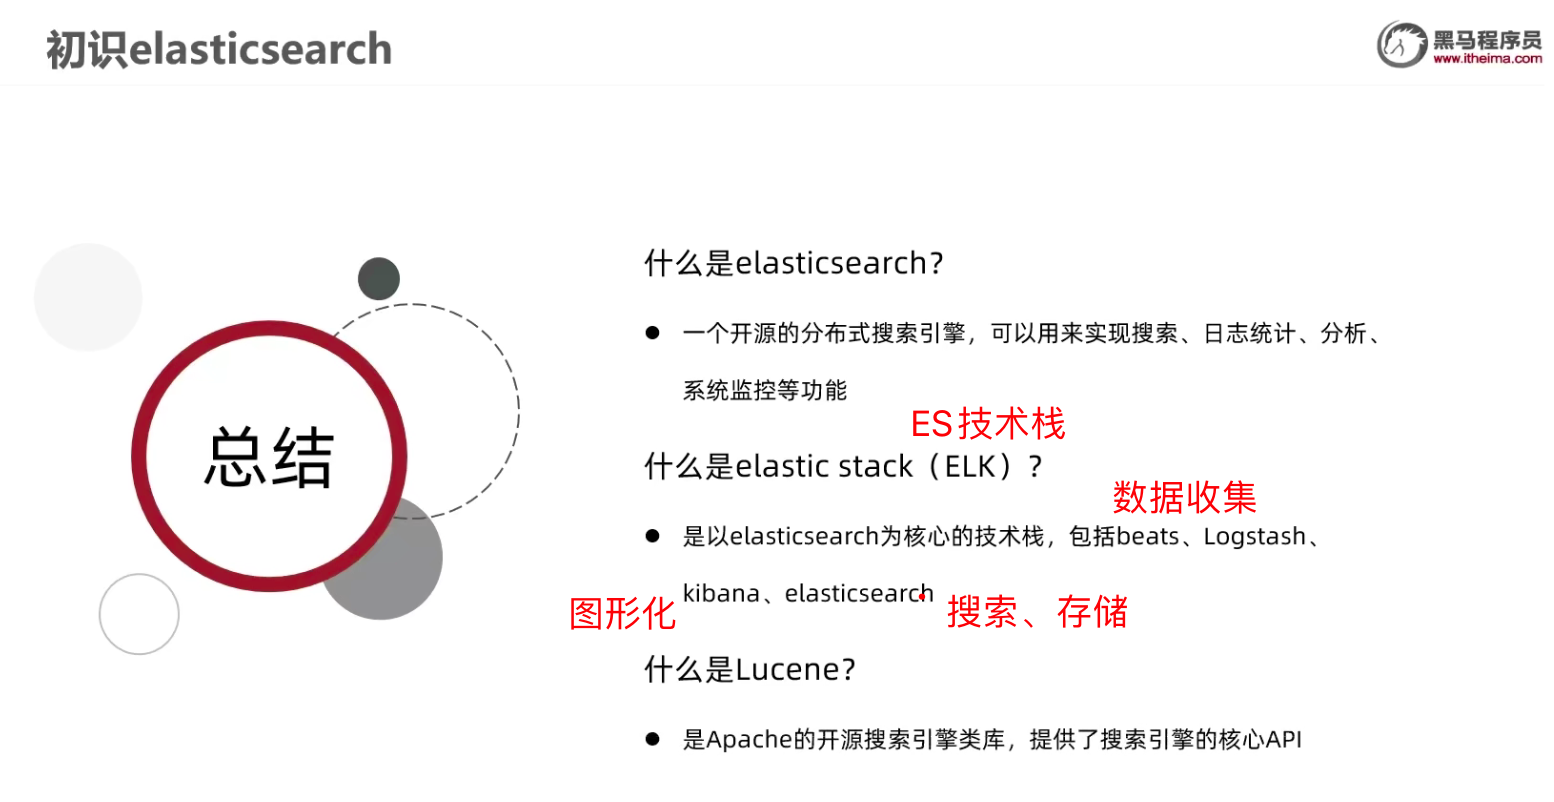 初识elasticsearch
黑马程序员
www.itheima.com
总结
什么是elasticsearch？
一个开源的分布式搜索引擎，可以用来实现搜索、日志统计、分析、
系统监控等功能
ES技术栈
什么是elastic stack（ELK）？
数据收集
是以elasticsearch为核心的技术栈，包括beats、Logstash、
kibana、elasticsearch
图形化
搜索、存储
什么是Lucene？
是Apache的开源搜索引擎类库，提供了搜索引擎的核心API